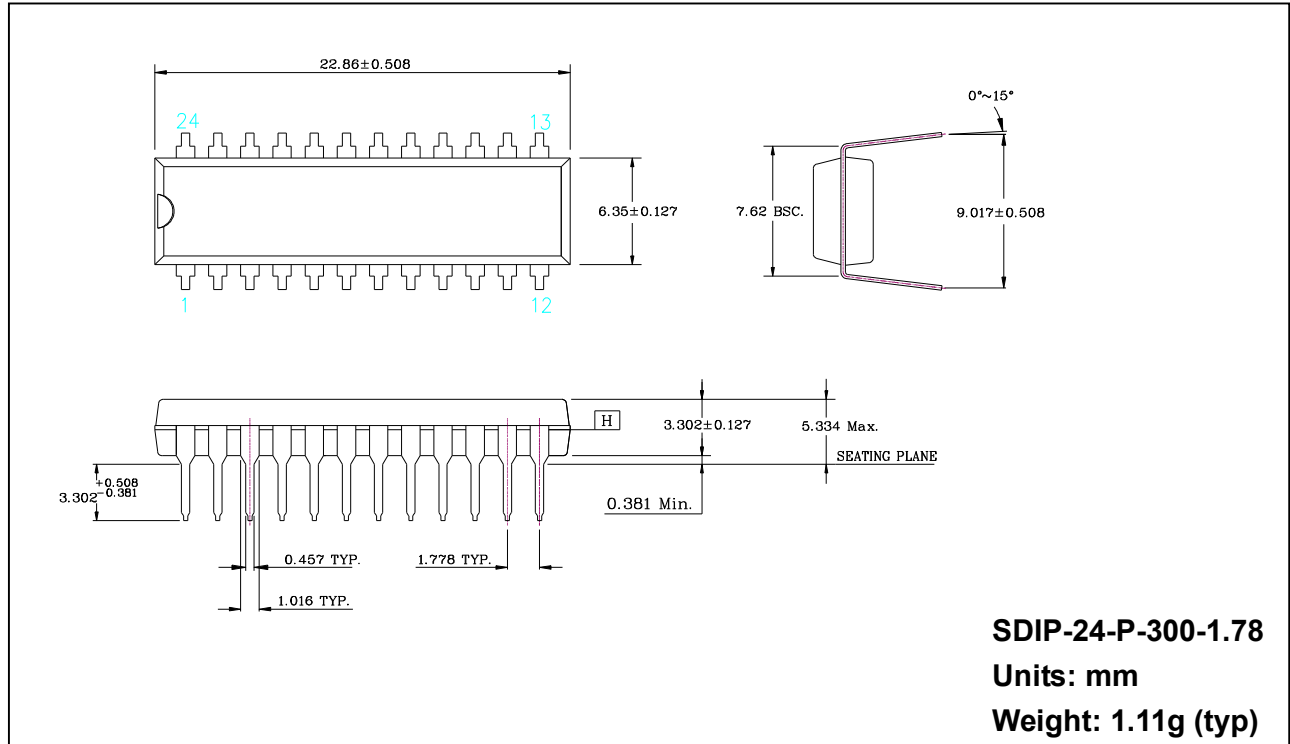 22.86±0.508
24
13
6.35±0.127
1
12
0°~15°
7.62 BSC.
9.017±0.508
H
3.302±0.127
5.334 Max.
SEATING PLANE
3.302 +0.508 -0.381
0.381 Min.
0.457 TYP.
1.778 TYP.
1.016 TYP.
SDIP-24-P-300-1.78
Units: mm
Weight: 1.11g (typ)